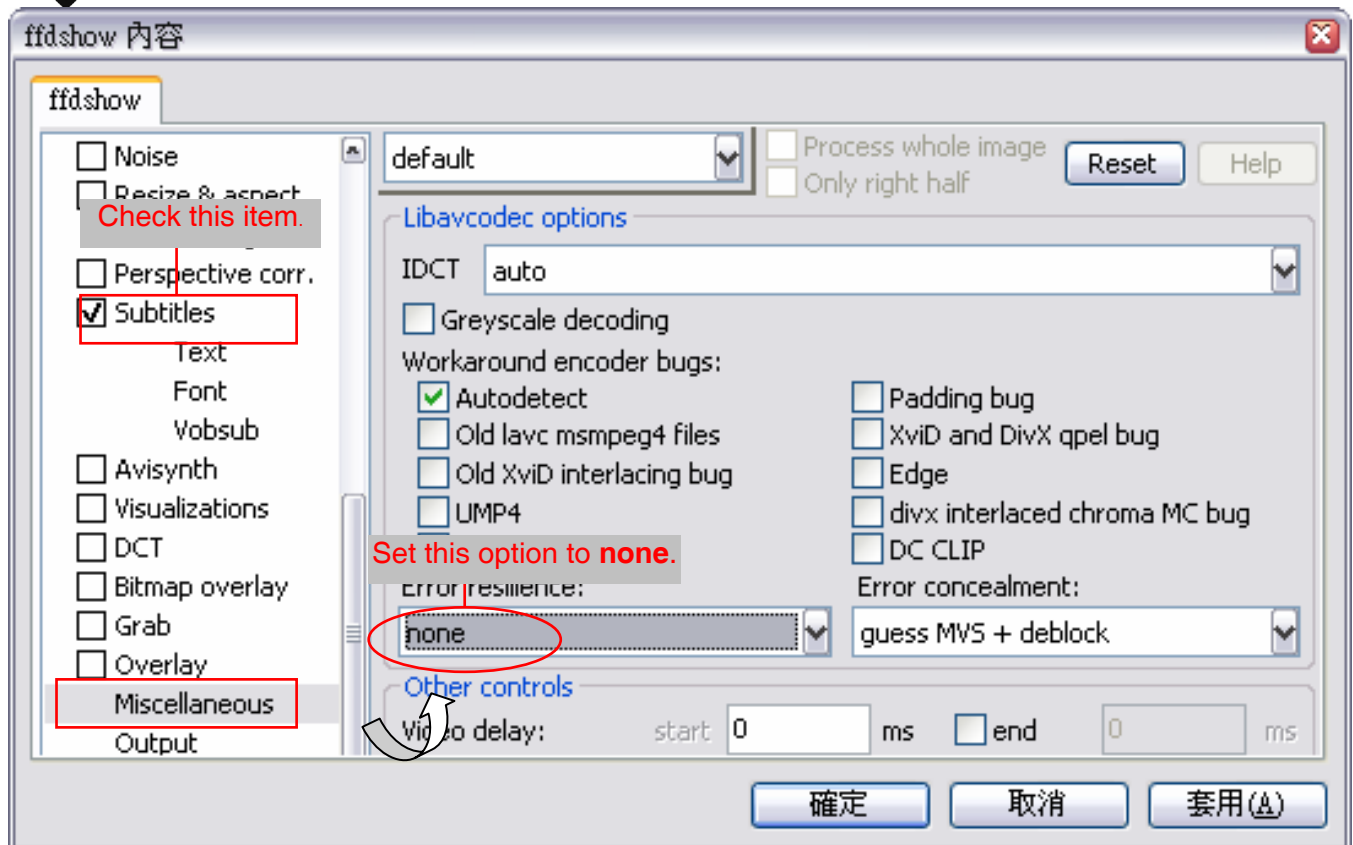 ffdshow 內容
ffdshow
Noise
Resize & aspect
Check this item.
Perspective corr.
Subtitles
Text
Font
Vobsub
Avisynth
Visualizations
DCT
Bitmap overlay
Grab
Overlay
Miscellaneous
Output
default
Process whole image
Only right half
Reset
Help
Libavcodec options
IDCT auto
Greyscale decoding
Workaround encoder bugs:
Autodetect
Padding bug
Old lavc msmpeg4 files
XviD and DivX qpel bug
Old XviD interlacing bug
Edge
UMP4
divx interlaced chroma MC bug
Set this option to none.
DC CLIP
Error resilience:
Error concealment:
none
guess MVS + deblock
Other controls
Video delay: start 0 ms end 0 ms
確定
取消
套用(A)